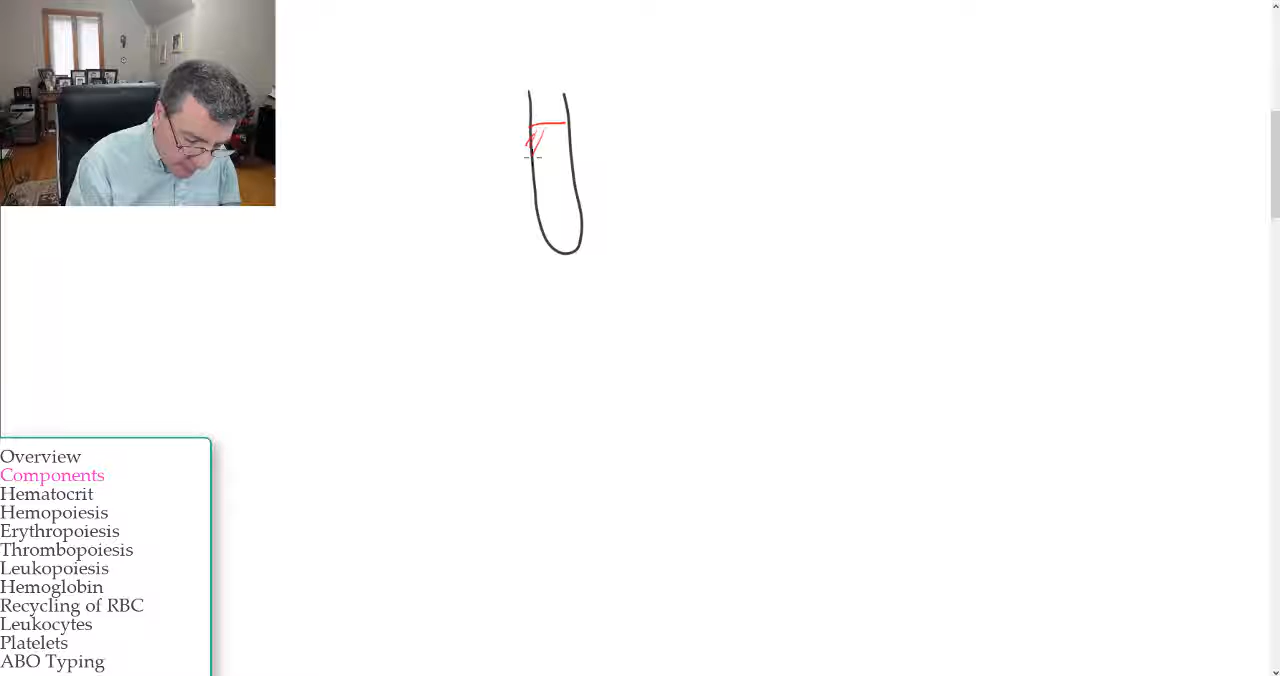 Overview
Components
Hematocrit
Hemopoiesis
Erythropoiesis
Thrombopoiesis
Leukopoiesis
Hemoglobin
Recycling of RBC
Leukocytes
Platelets
ABO Typing